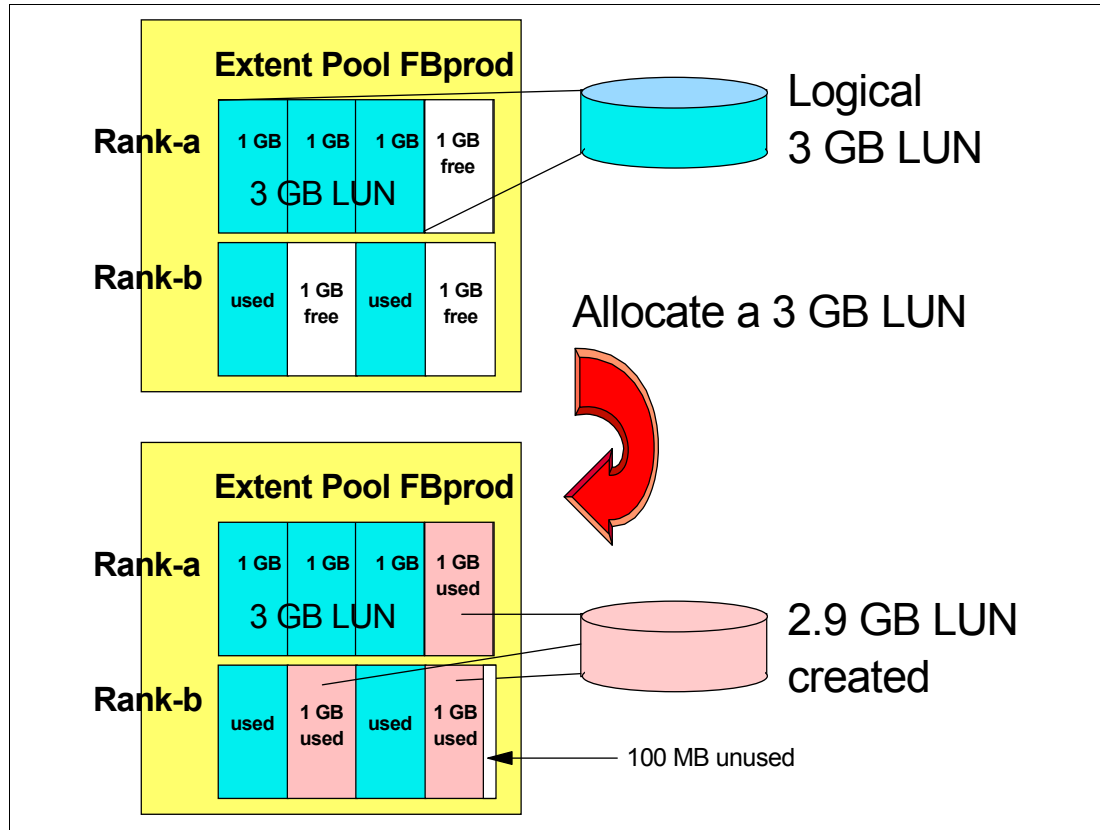 Extent Pool FBprod
Rank-a
1 GB 1 GB 1 GB 1 GB
free
3 GB LUN
Logical
3 GB LUN
Rank-b
used 1 GB used 1 GB
free free
Allocate a 3 GB LUN
Extent Pool FBprod
Rank-a
1 GB 1 GB 1 GB 1 GB
used
3 GB LUN
2.9 GB LUN
created
Rank-b
used 1 GB used 1 GB
used used
100 MB unused